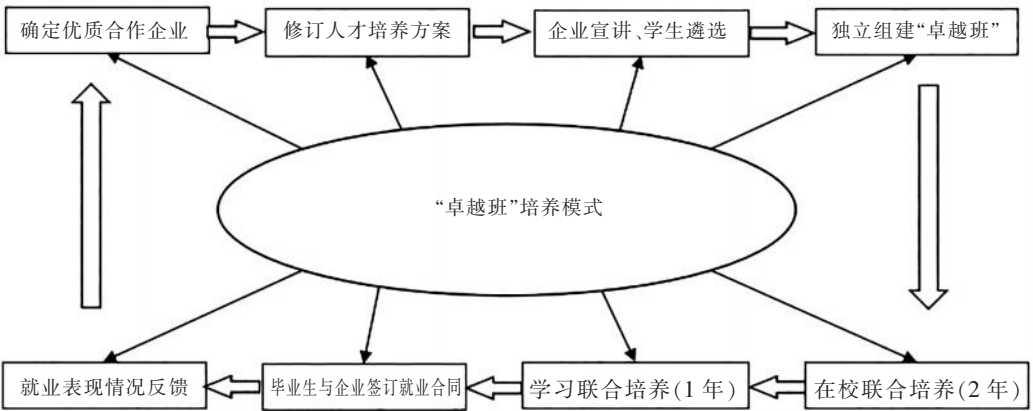 确定优质合作企业
修订人才培养方案
企业宣讲、学生遴选
独立组建“卓越班”
“卓越班”培养模式
就业表现情况反馈
毕业生与企业签订就业合同
学习联合培养(1年)
在校联合培养(2年)